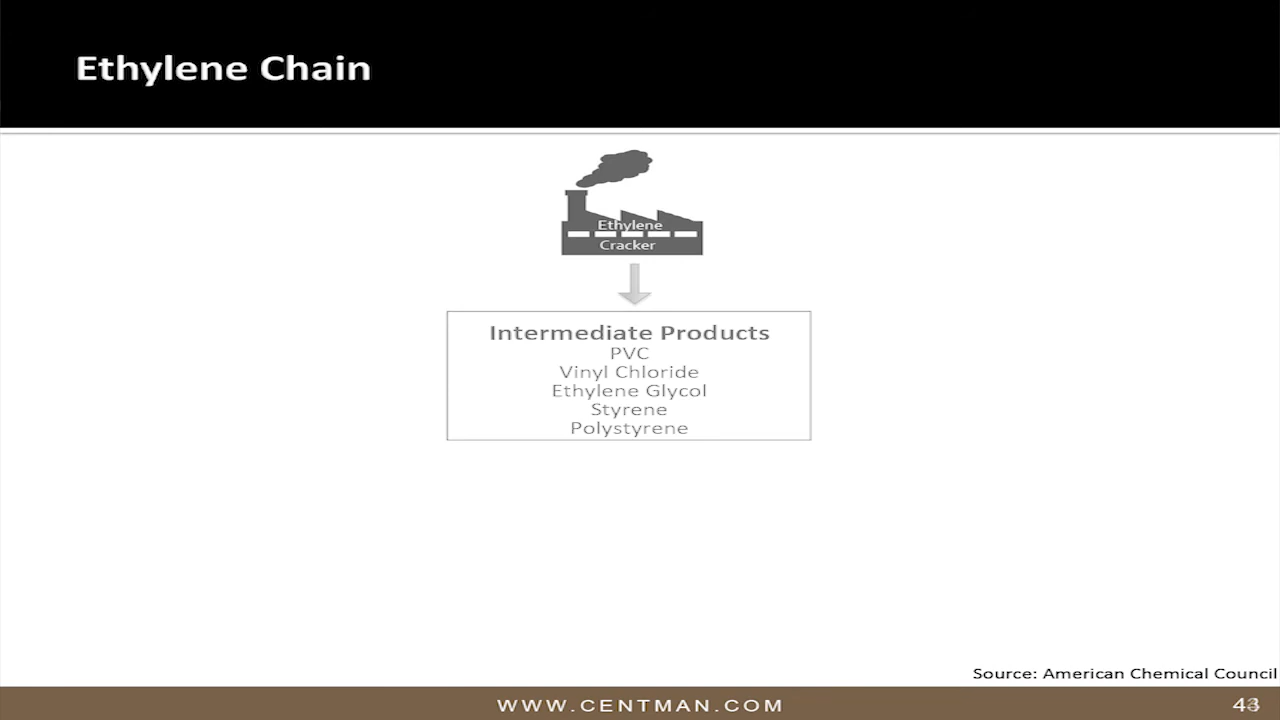 Ethylene Chain
Ethylene
Cracker
Intermediate Products
PVC
Vinyl Chloride
Ethylene Glycol
Styrene
Polystyrene
Source: American Chemical Council
WWW.CENTMAN.COM